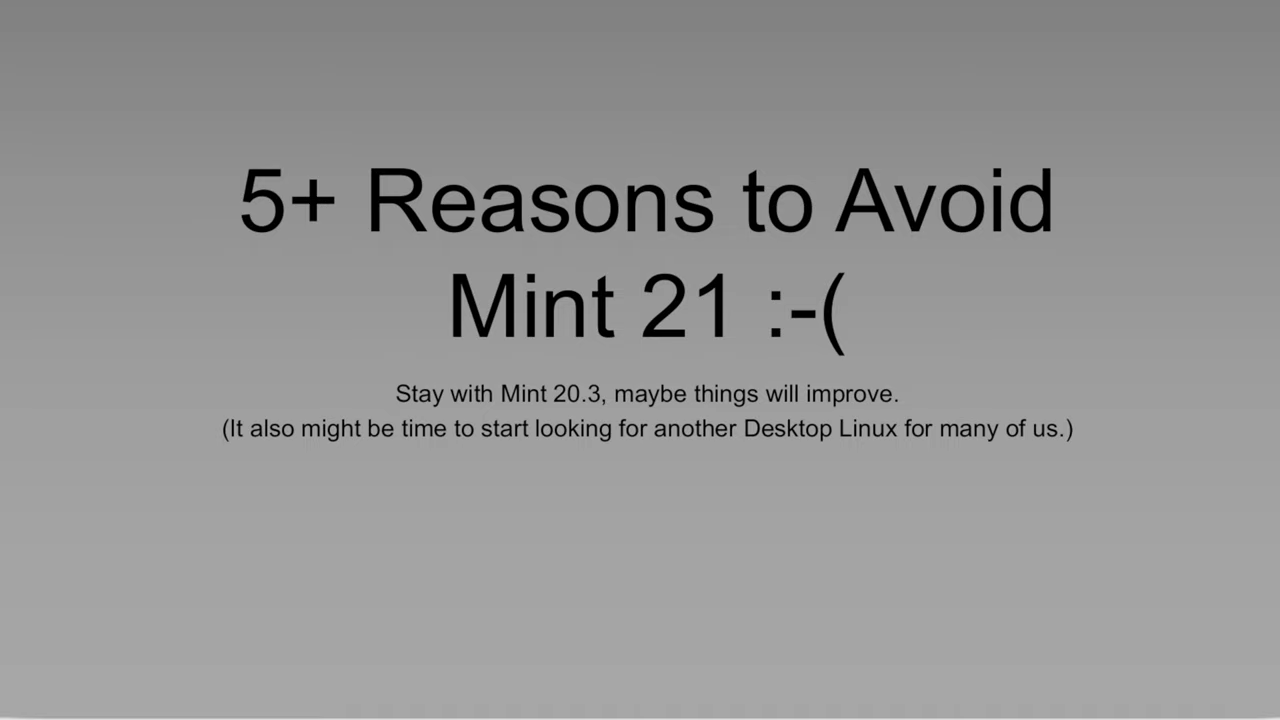 5+ Reasons to Avoid
Mint 21 :-(
Stay with Mint 20.3, maybe things will improve.
(It also might be time to start looking for another Desktop Linux for many of us.)